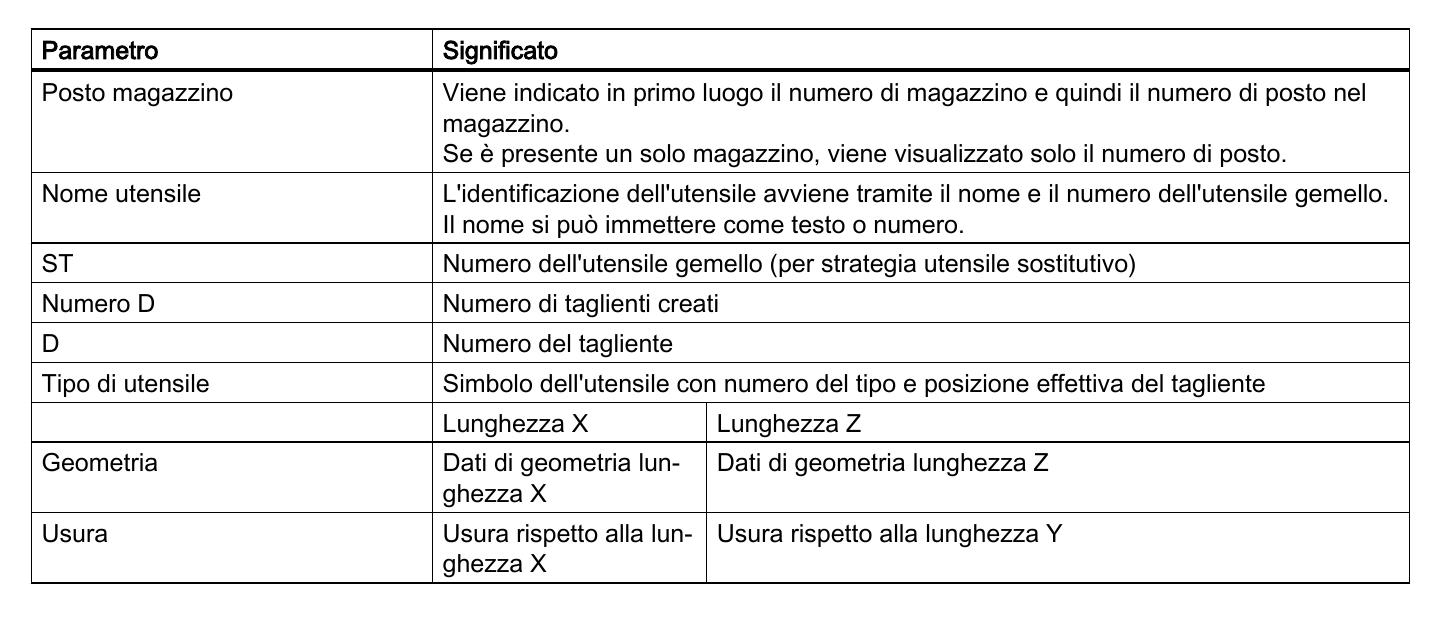 Parametro Significato
Posto magazzino Viene indicato in primo luogo il numero di magazzino e quindi il numero di posto nel
magazzino.
Se è presente un solo magazzino, viene visualizzato solo il numero di posto.
Nome utensile L'identificazione dell'utensile avviene tramite il nome e il numero dell'utensile gemello.
Il nome si può immettere come testo o numero.
ST Numero dell'utensile gemello (per strategia utensile sostitutivo)
Numero D Numero di taglienti creati
D Numero del tagliente
Tipo di utensile Simbolo dell'utensile con numero del tipo e posizione effettiva del tagliente
Lunghezza X Lunghezza Z
Geometria Dati di geometria lun- Dati di geometria lunghezza Z
ghezza X
Usura Usura rispetto alla lun- Usura rispetto alla lunghezza Y
ghezza X